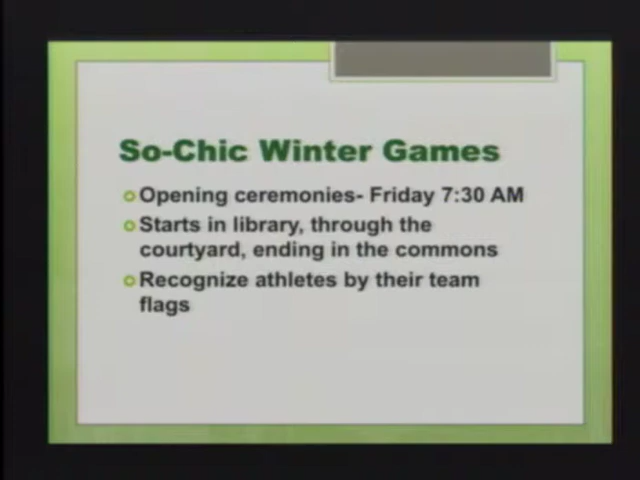 So-Chic Winter Games
Opening ceremonies- Friday 7:30 AM
Starts in library, through the
courtyard, ending in the commons
Recognize athletes by their team
flags